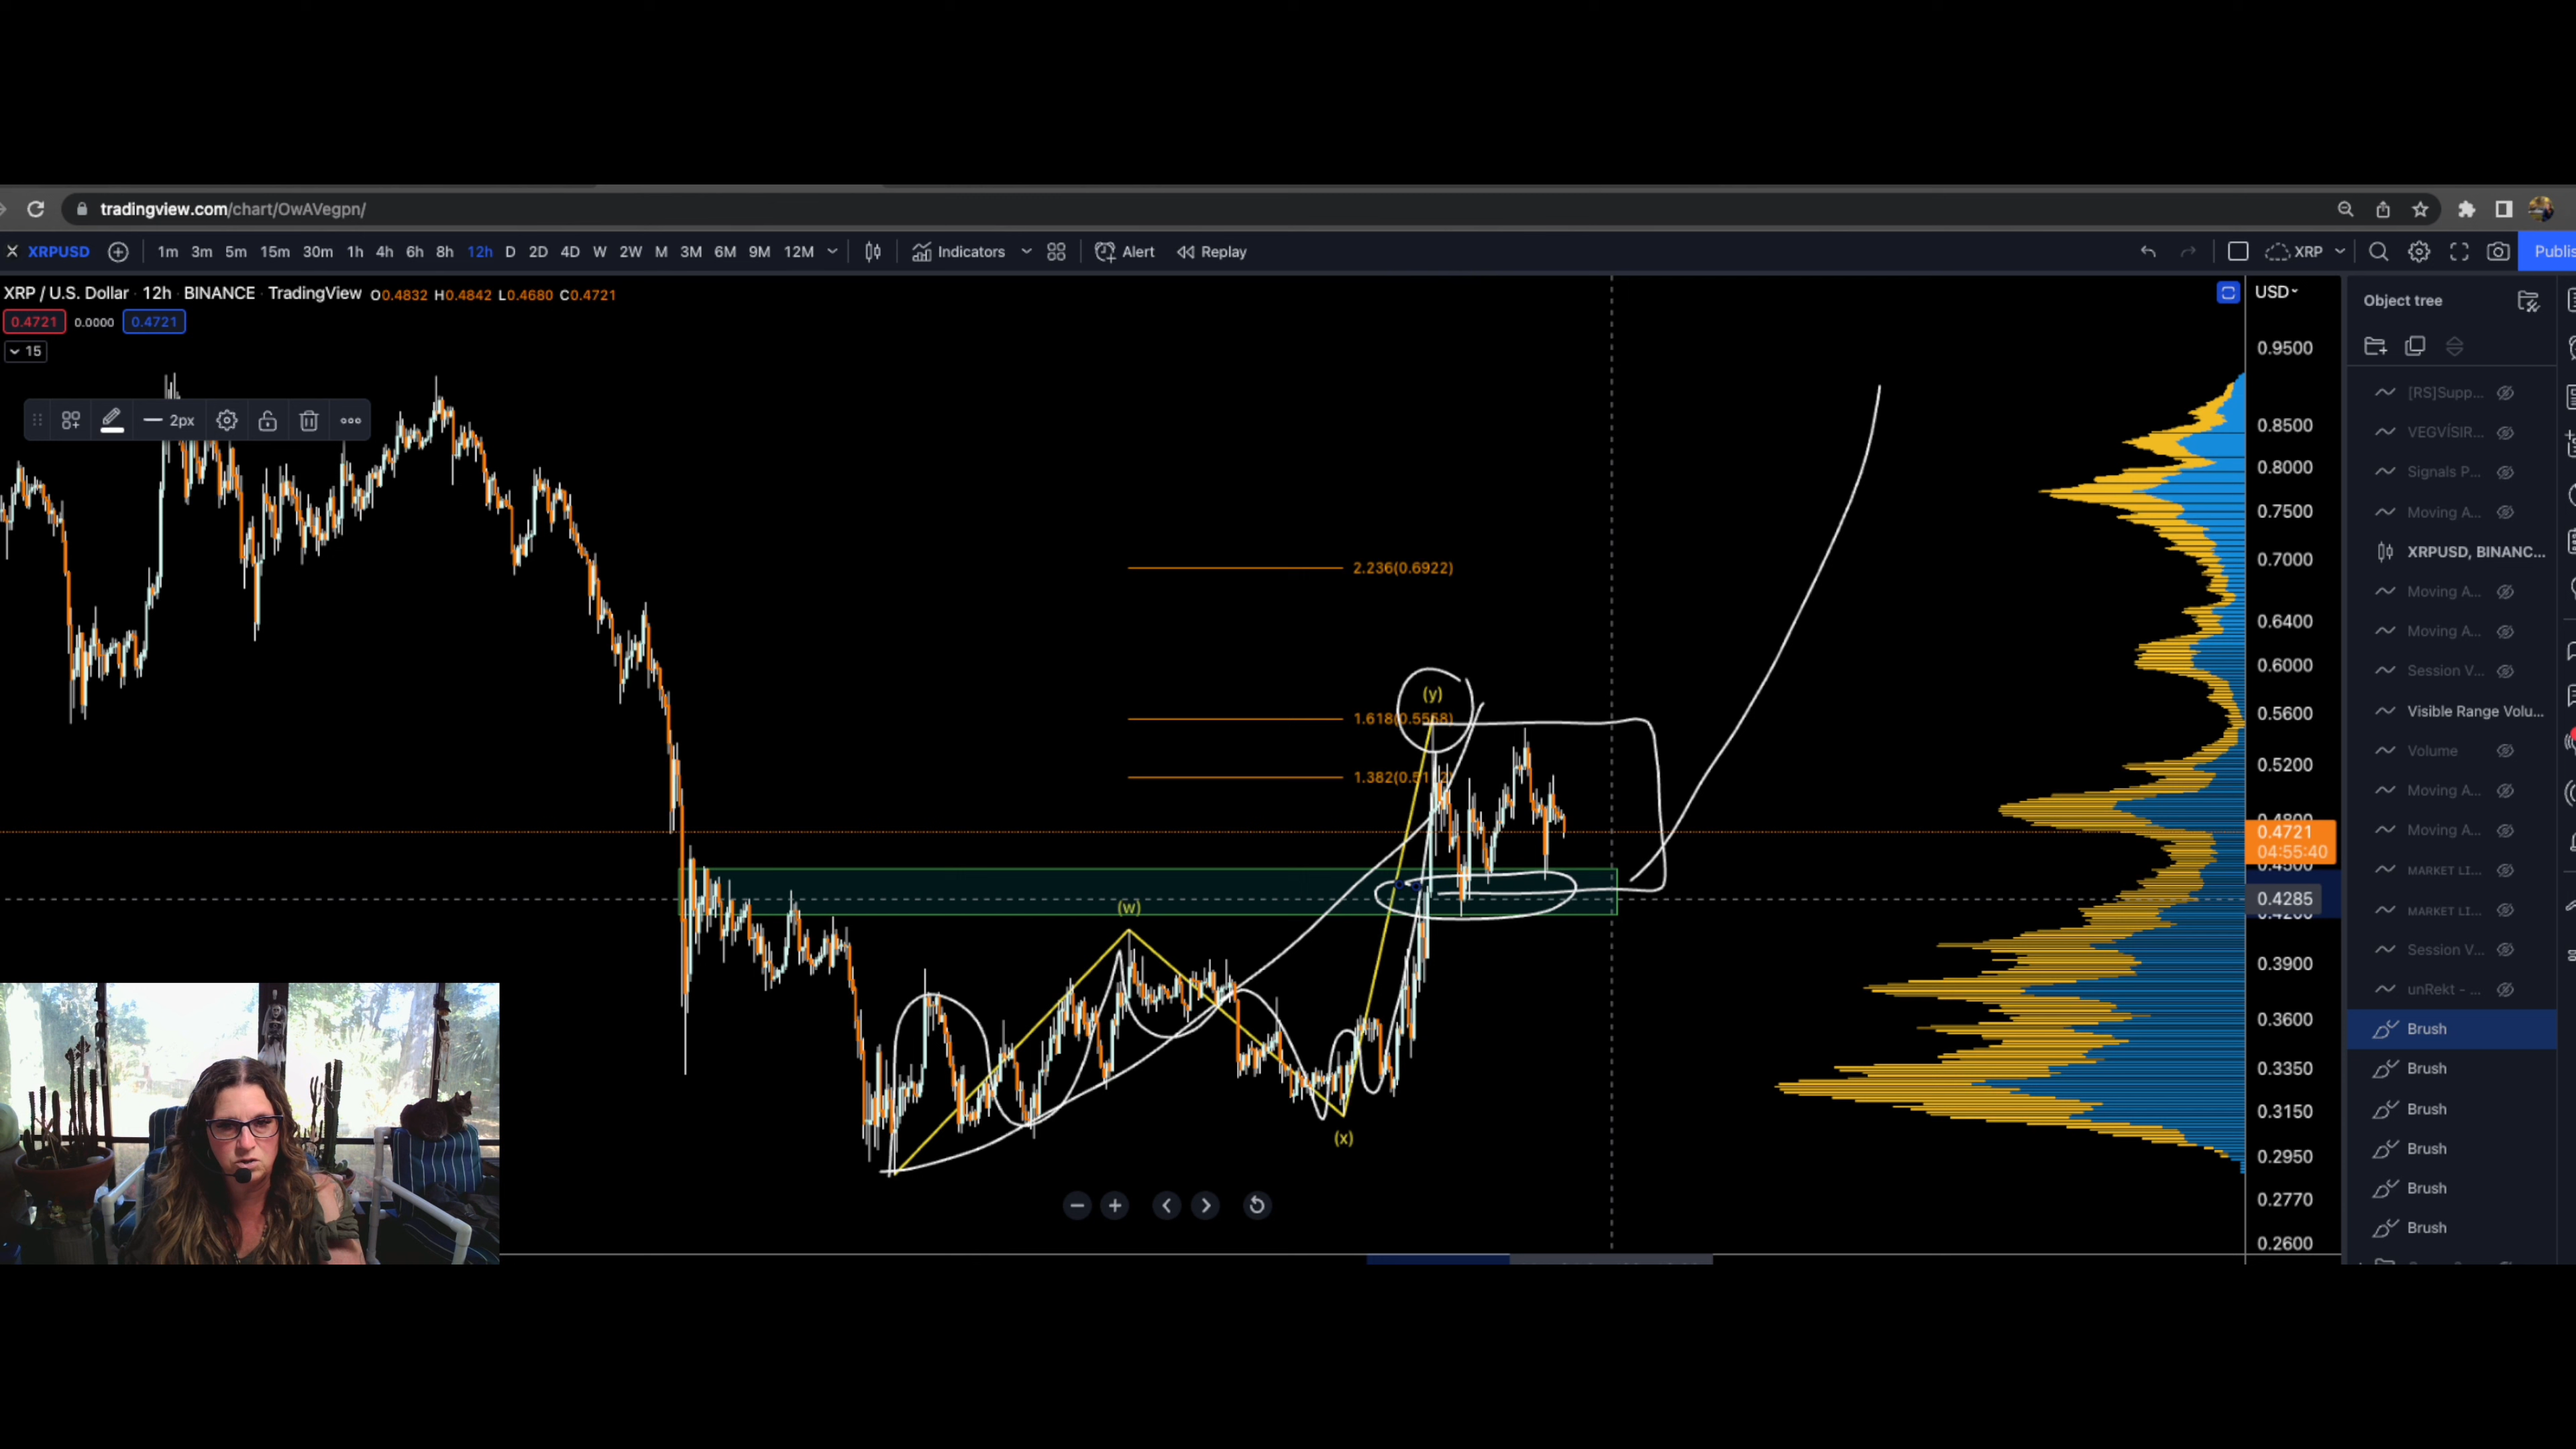 tradingview.com/chart/OwAVegpn/
XRPUSD 1m 3m 5m 15m 30m 1h 4h 6h 8h 12h D 2D 4D W 2W M 3M 6M 9M 12M Indicators Alert Replay XRP Publis
XRP / U.S. Dollar · 12h · BINANCE · TradingView O0.4832 H0.4842 L0.4680 C0.4721
0.4721 0.0000 0.4721
15
2px
USD
0.9500
0.8500
0.8000
0.7500
0.7000
0.6400
0.6000
0.5600
0.5200
0.4721
04:55:40
0.4285
0.3900
0.3600
0.3350
0.3150
0.2950
0.2770
0.2600
2.236(0.6922)
(y)
1.618(0.5558)
(w)
(x)
Object tree
[RS]Supp...
VEGVÍSIR...
Signals P...
Moving A...
XRPUSD, BINANC...
Moving A...
Moving A...
Session V...
Visible Range Volu...
Volume
Moving A...
Moving A...
MARKET LI...
MARKET LI...
Session V...
unRekt - ...
Brush
Brush
Brush
Brush
Brush
Brush